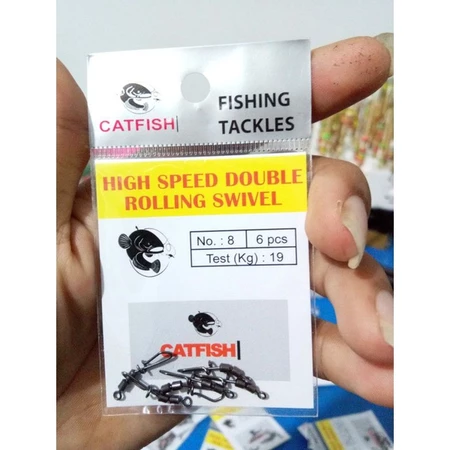 CATFISH
FISHING
TACKLES
HIGH SPEED DOUBLE
ROLLING SWIVEL
No. : 8 6 pcs
Test (Kg) : 19
CATFISH